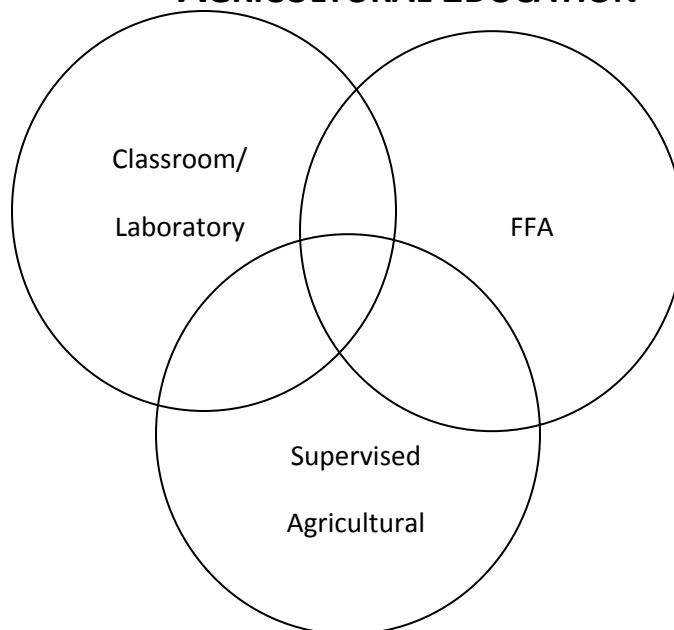 AGRICULTURAL EDUCATION
Classroom/
Laboratory
FFA
Supervised
Agricultural